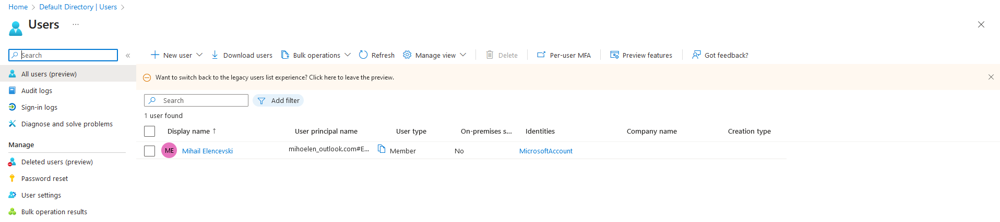 Home > Default Directory | Users >
Users ...
Search «
New user Download users Bulk operations Refresh Manage view Delete Per-user MFA Preview features Got feedback?
All users (preview)
Audit logs
Sign-in logs
Diagnose and solve problems
Manage
Deleted users (preview)
Password reset
User settings
Bulk operation results
Want to switch back to the legacy users list experience? Click here to leave the preview.
Search Add filter
1 user found
Display name ↑ User principal name User type On-premises s... Identities Company name Creation type
ME Mihail Elencevski mihoelen_outlook.com#E... Member No MicrosoftAccount